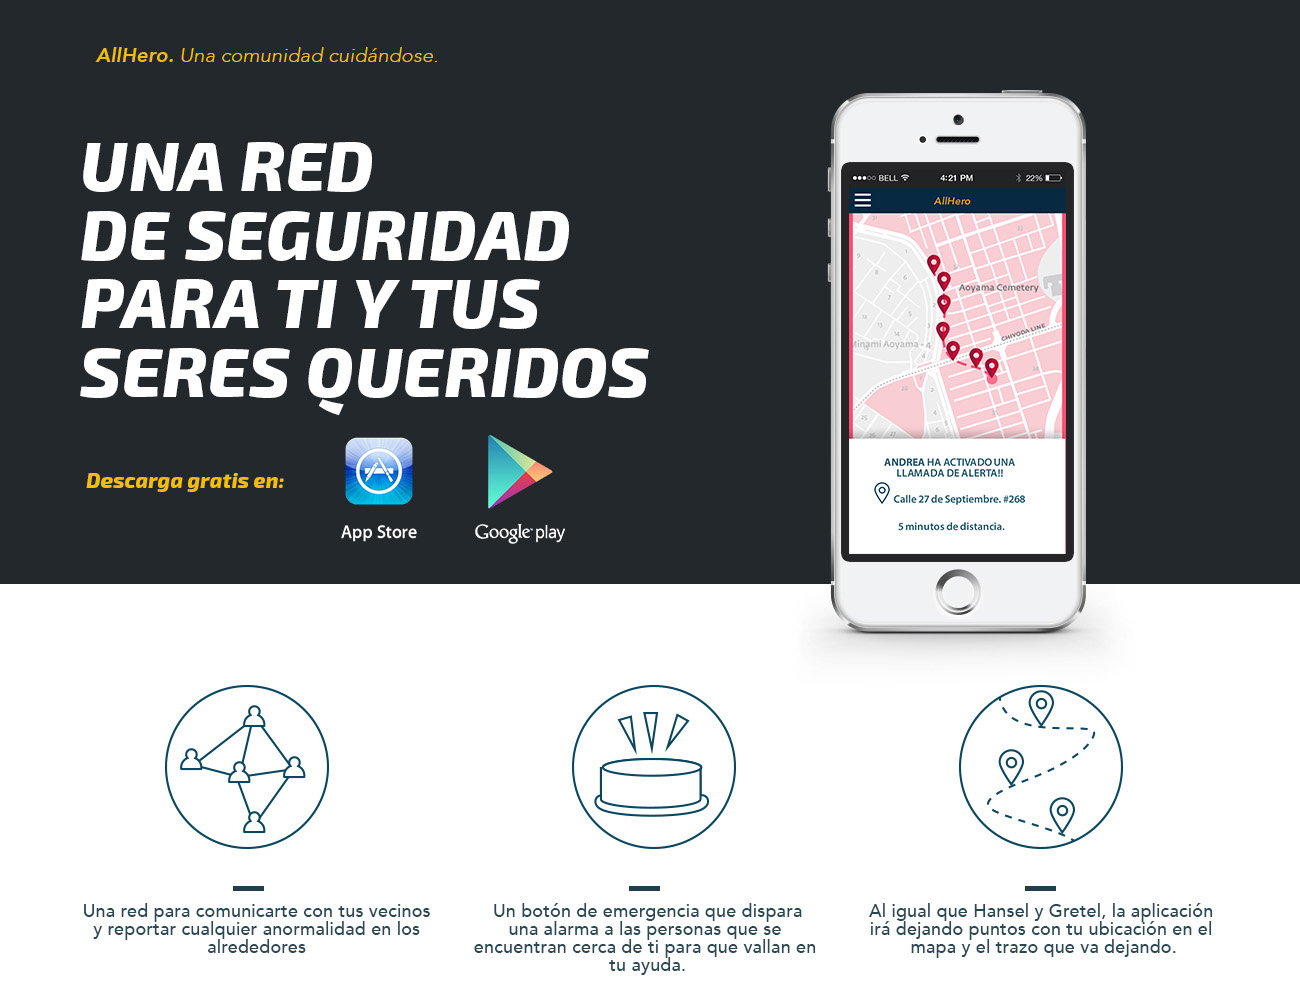 AllHero. Una comunidad cuidándose.
UNA RED
DE SEGURIDAD
PARA TI Y TUS
SERES QUERIDOS
Descarga gratis en:
App Store
Google play
BELL
4:21 PM
22%
AllHero
Aoyama Cemetery
CHIYODA LINE
Minami Aoyama - 4
ANDREA HA ACTIVADO UNA
LLAMADA DE ALERTA!!
Calle 27 de Septiembre. #268
5 minutos de distancia.
Una red para comunicarte con tus vecinos
y reportar cualquier anormalidad en los
alrededores
Un botón de emergencia que dispara
una alarma a las personas que se
encuentran cerca de ti para que vallan en
tu ayuda.
Al igual que Hansel y Gretel, la aplicación
irá dejando puntos con tu ubicación en el
mapa y el trazo que va dejando.